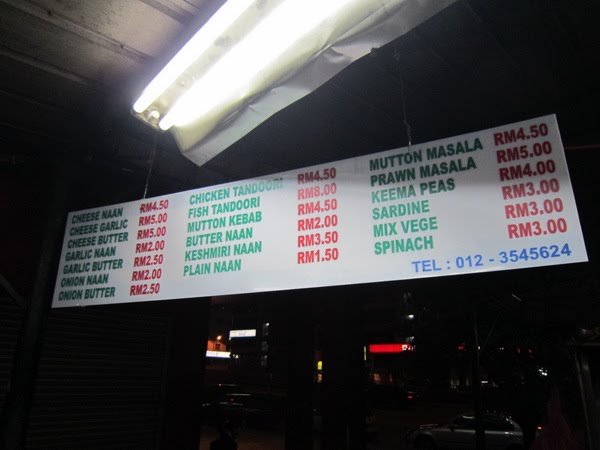 CHEESE NAAN RM4.50
CHEESE GARLIC RM5.00
CHEESE BUTTER RM5.00
GARLIC NAAN RM2.00
GARLIC BUTTER RM2.50
ONION NAAN RM2.00
ONION BUTTER RM2.50
CHICKEN TANDOORI RM4.50
FISH TANDOORI RM8.00
MUTTON KEBAB RM4.50
BUTTER NAAN RM2.00
KESHMIRI NAAN RM3.50
PLAIN NAAN RM1.50
MUTTON MASALA RM4.50
PRAWN MASALA RM5.00
KEEMA PEAS RM4.00
SARDINE RM3.00
MIX VEGE RM3.00
SPINACH RM3.00
TEL : 012 - 3545624